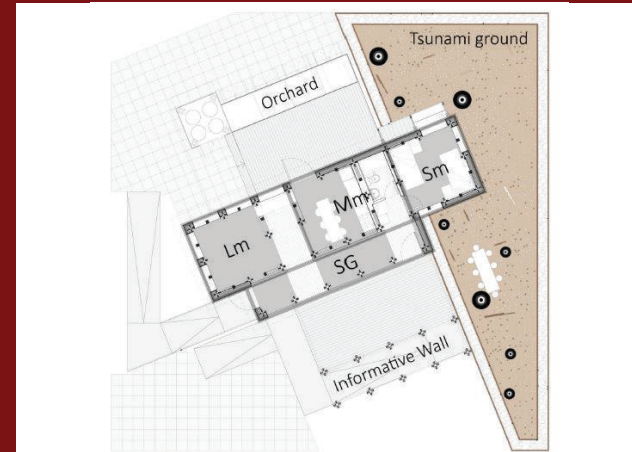 Tsunami ground
Orchard
Sm
Mm
Lm
SG
Informative Wall